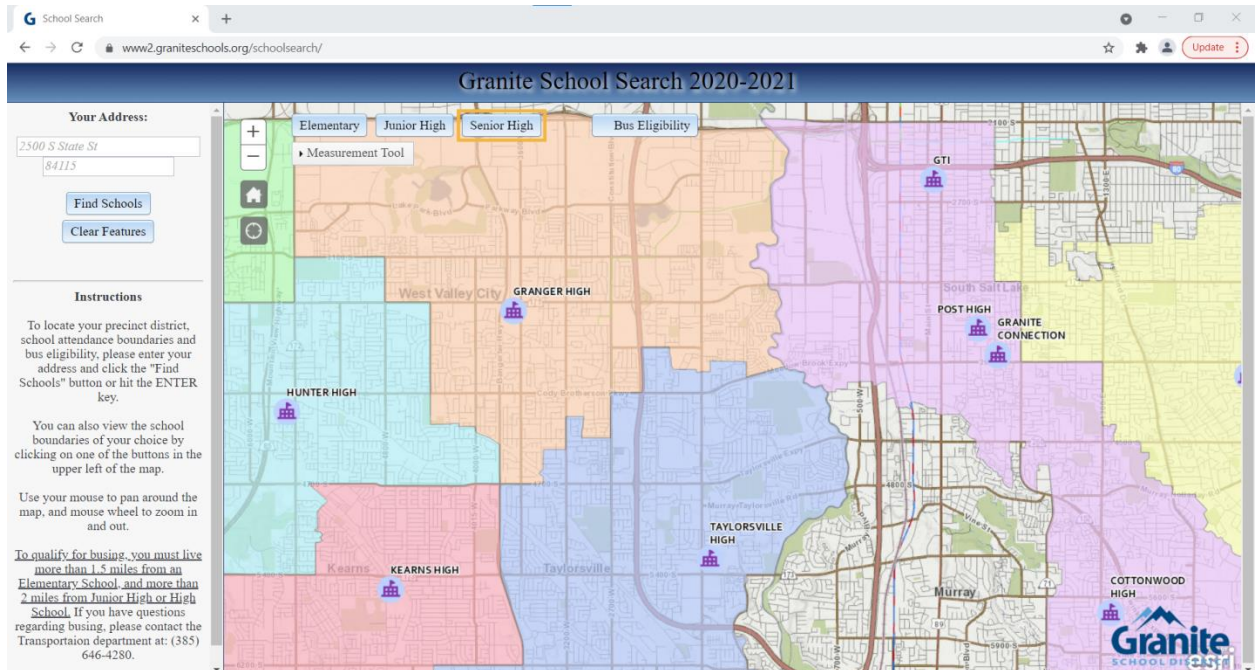 School Search
www2.graniteschools.org/schoolsearch/
Update
Granite School Search 2020-2021
Your Address:
2500 S State St
84115
Find Schools
Clear Features
Instructions
To locate your precinct district,
school attendance boundaries and
bus eligibility, please enter your
address and click the "Find
Schools" button or hit the ENTER
key.
You can also view the school
boundaries of your choice by
clicking on one of the buttons in the
upper left of the map.
Use your mouse to pan around the
map, and mouse wheel to zoom in
and out.
To qualify for busing, you must live
more than 1.5 miles from an
Elementary School, and more than
2 miles from Junior High or High
School. If you have questions
regarding busing, please contact the
Transportaion department at: (385)
646-4280.
Elementary
Junior High
Senior High
Bus Eligibility
Measurement Tool
2100 S
GTI
2700 S
West Valley City
GRANGER HIGH
South Salt Lake
POST HIGH
GRANITE
CONNECTION
HUNTER HIGH
500 W
4700 S
4800 S
TAYLORSVILLE
HIGH
Kearns
KEARNS HIGH
Taylorsville
Murray
COTTONWOOD
HIGH
5900 S
Granite
SCHOOL DISTRICT
esri